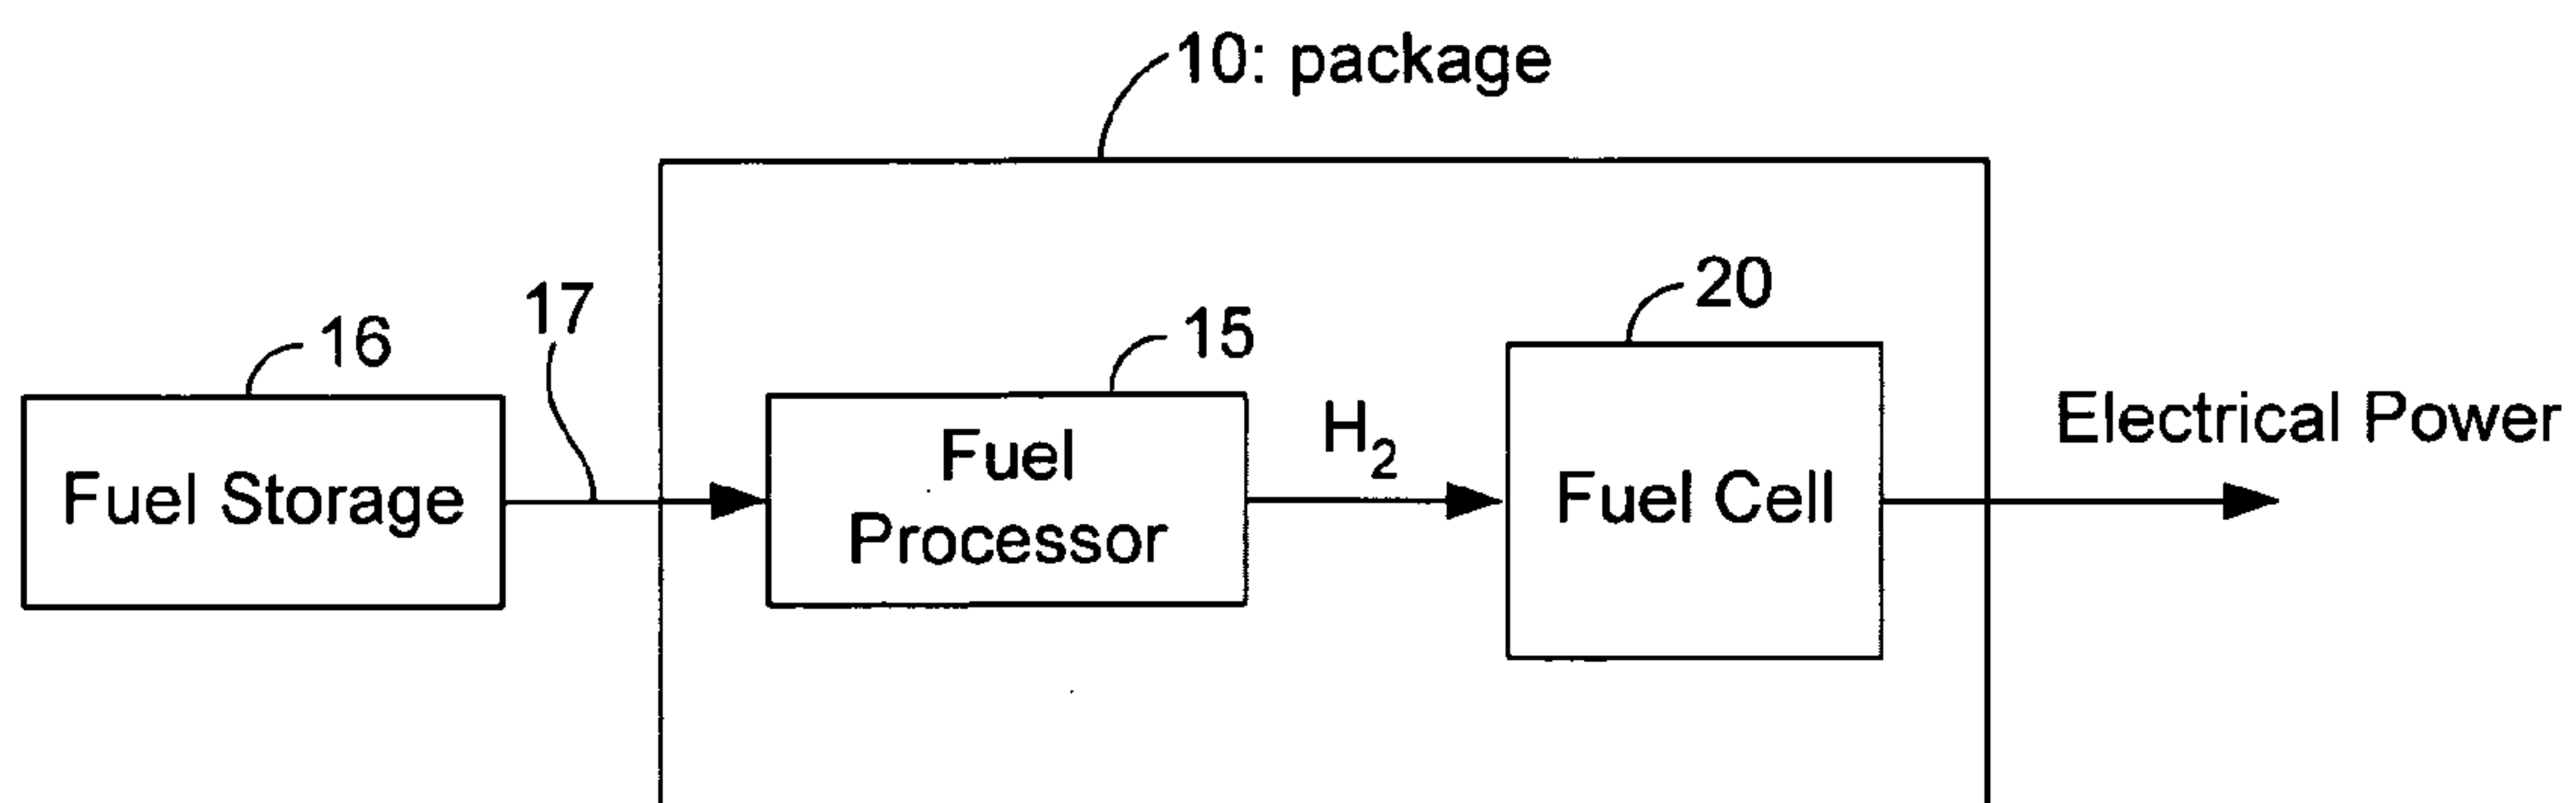 10: package
20
17
15
16
H2
Electrical Power
Fuel Storage
Fuel
Processor
Fuel Cell